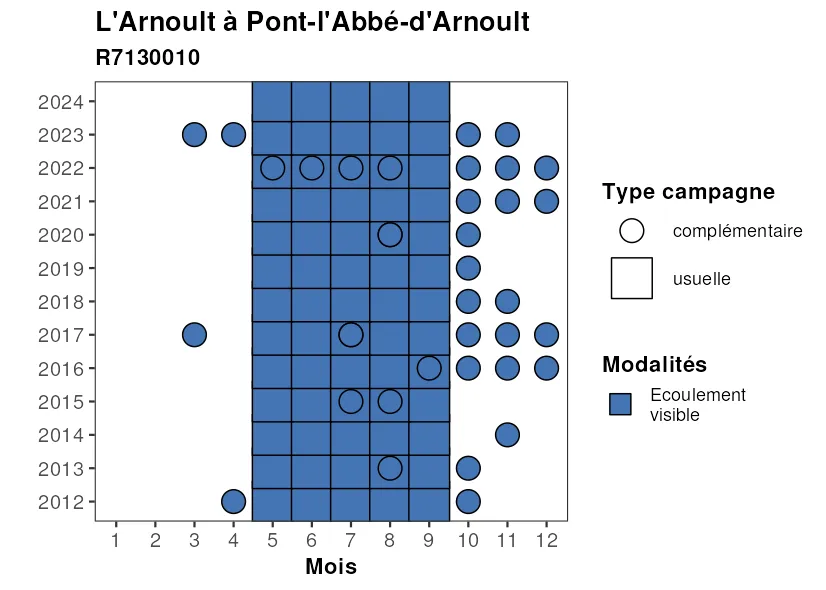 L'Arnoult à Pont-l'Abbé-d'Arnoult
R7130010
2024
2023
2022
2021
2020
2019
2018
2017
2016
2015
2014
2013
2012
1 2 3 4 5 6 7 8 9 10 11 12
Mois
Type campagne
complémentaire
usuelle
Modalités
Ecoulement
visible